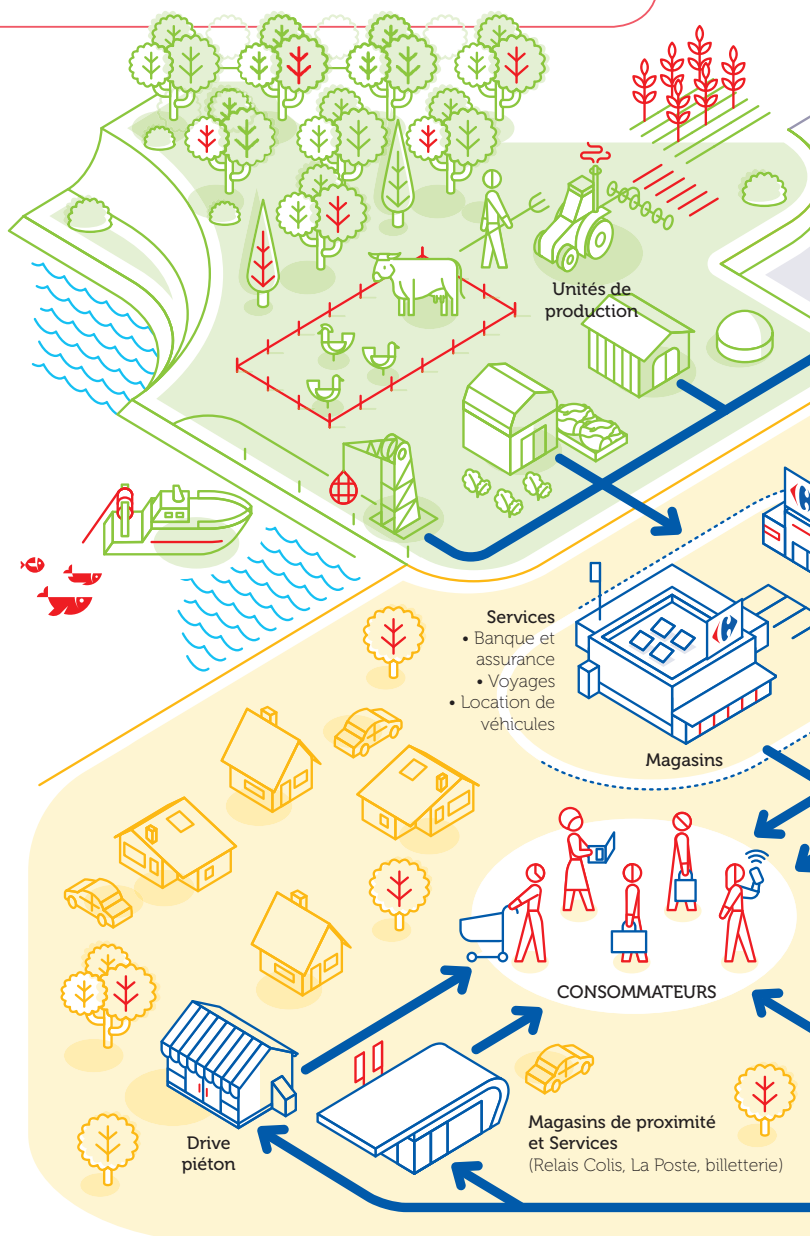 Unités de
production
Services
• Banque et
assurance
• Voyages
• Location de
véhicules
Magasins
CONSOMMATEURS
Drive
piéton
Magasins de proximité
et Services
(Relais Colis, La Poste, billetterie)